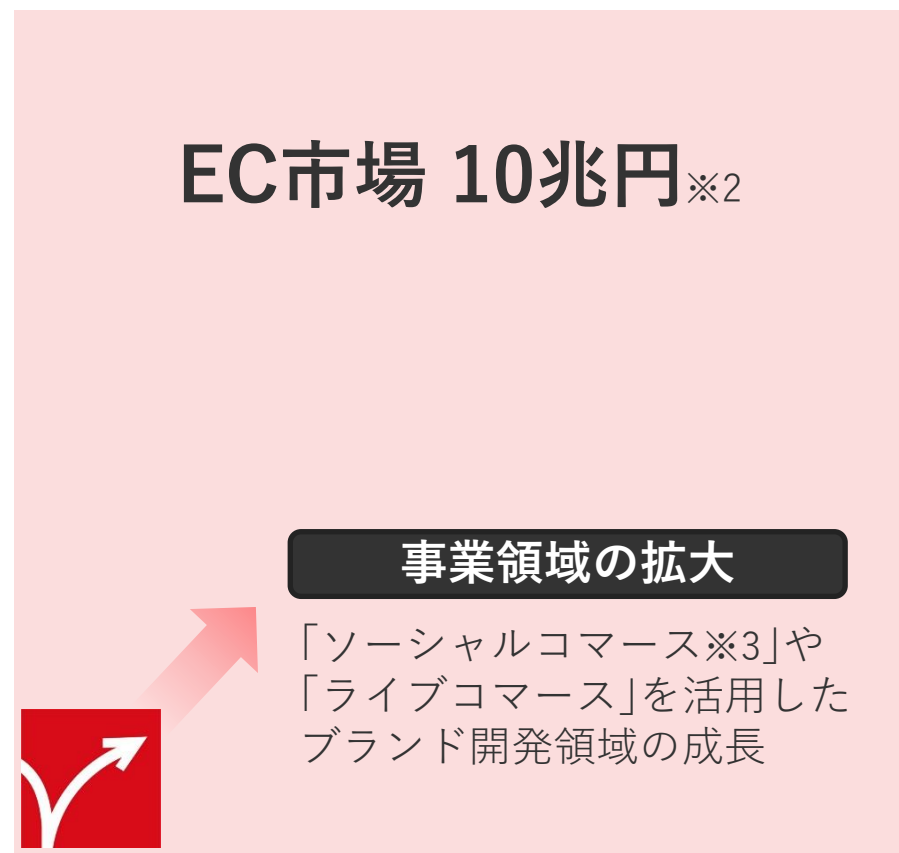 EC市場 10兆円※2
事業領域の拡大
「ソーシャルコマース※3」や
「ライブコマース」を活用した
ブランド開発領域の成長